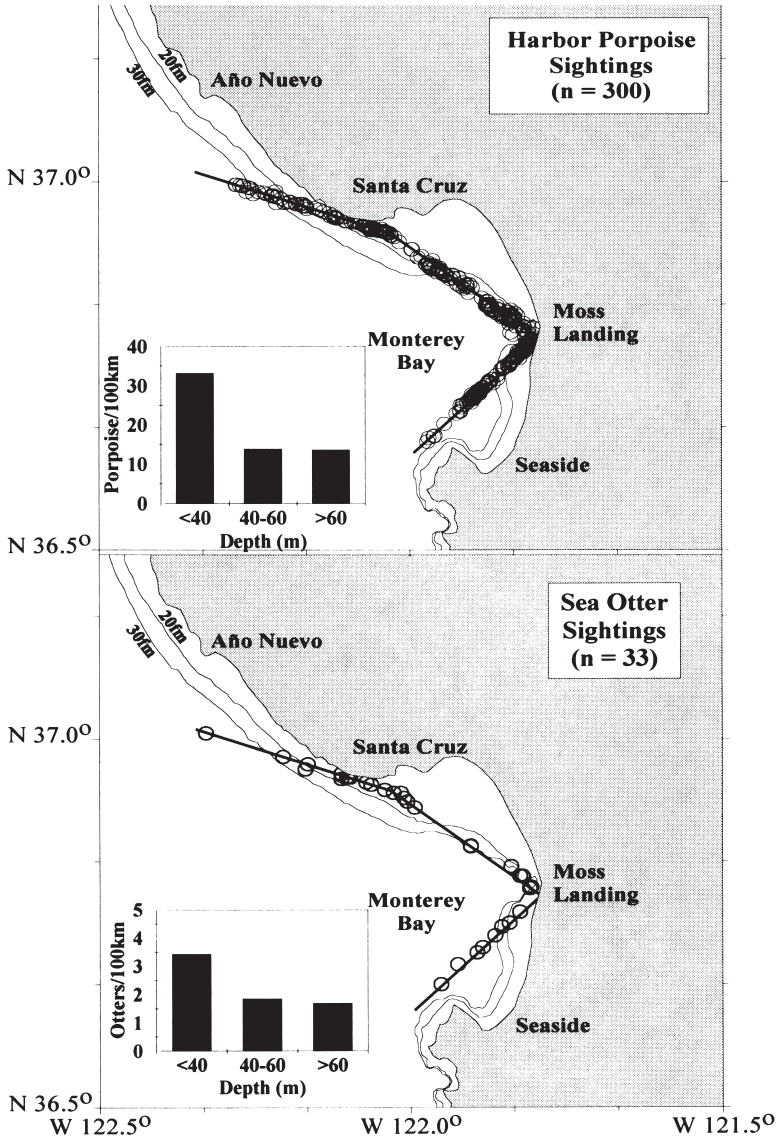 Harbor Porpoise
Sightings
(n = 300)
20fm
30fm
Año Nuevo
N 37.0°
Santa Cruz
Moss
Landing
Monterey
Bay
Seaside
Porpoise/100km
40
30
20
10
0
<40
40-60
>60
Depth (m)
N 36.5°
Sea Otter
Sightings
(n = 33)
20fm
30fm
Año Nuevo
N 37.0°
Santa Cruz
Moss
Landing
Monterey
Bay
Seaside
Otters/100km
5
4
3
2
1
0
<40
40-60
>60
Depth (m)
N 36.5°
W 122.5°
W 122.0°
W 121.5°